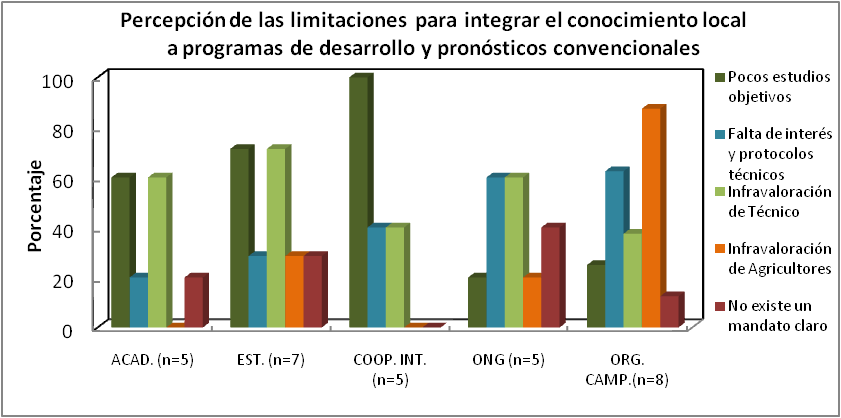 Percepción de las limitaciones para integrar el conocimiento local
a programas de desarrollo y pronósticos convencionales
Porcentaje
100
80
60
40
20
0
ACAD. (n=5)
EST. (n=7)
COOP. INT.
(n=5)
ONG (n=5)
ORG.
CAMP.(n=8)
Pocos estudios
objetivos
Falta de interés
y protocolos
técnicos
Infravaloración
de Técnico
Infravaloración
de Agricultores
No existe un
mandato claro